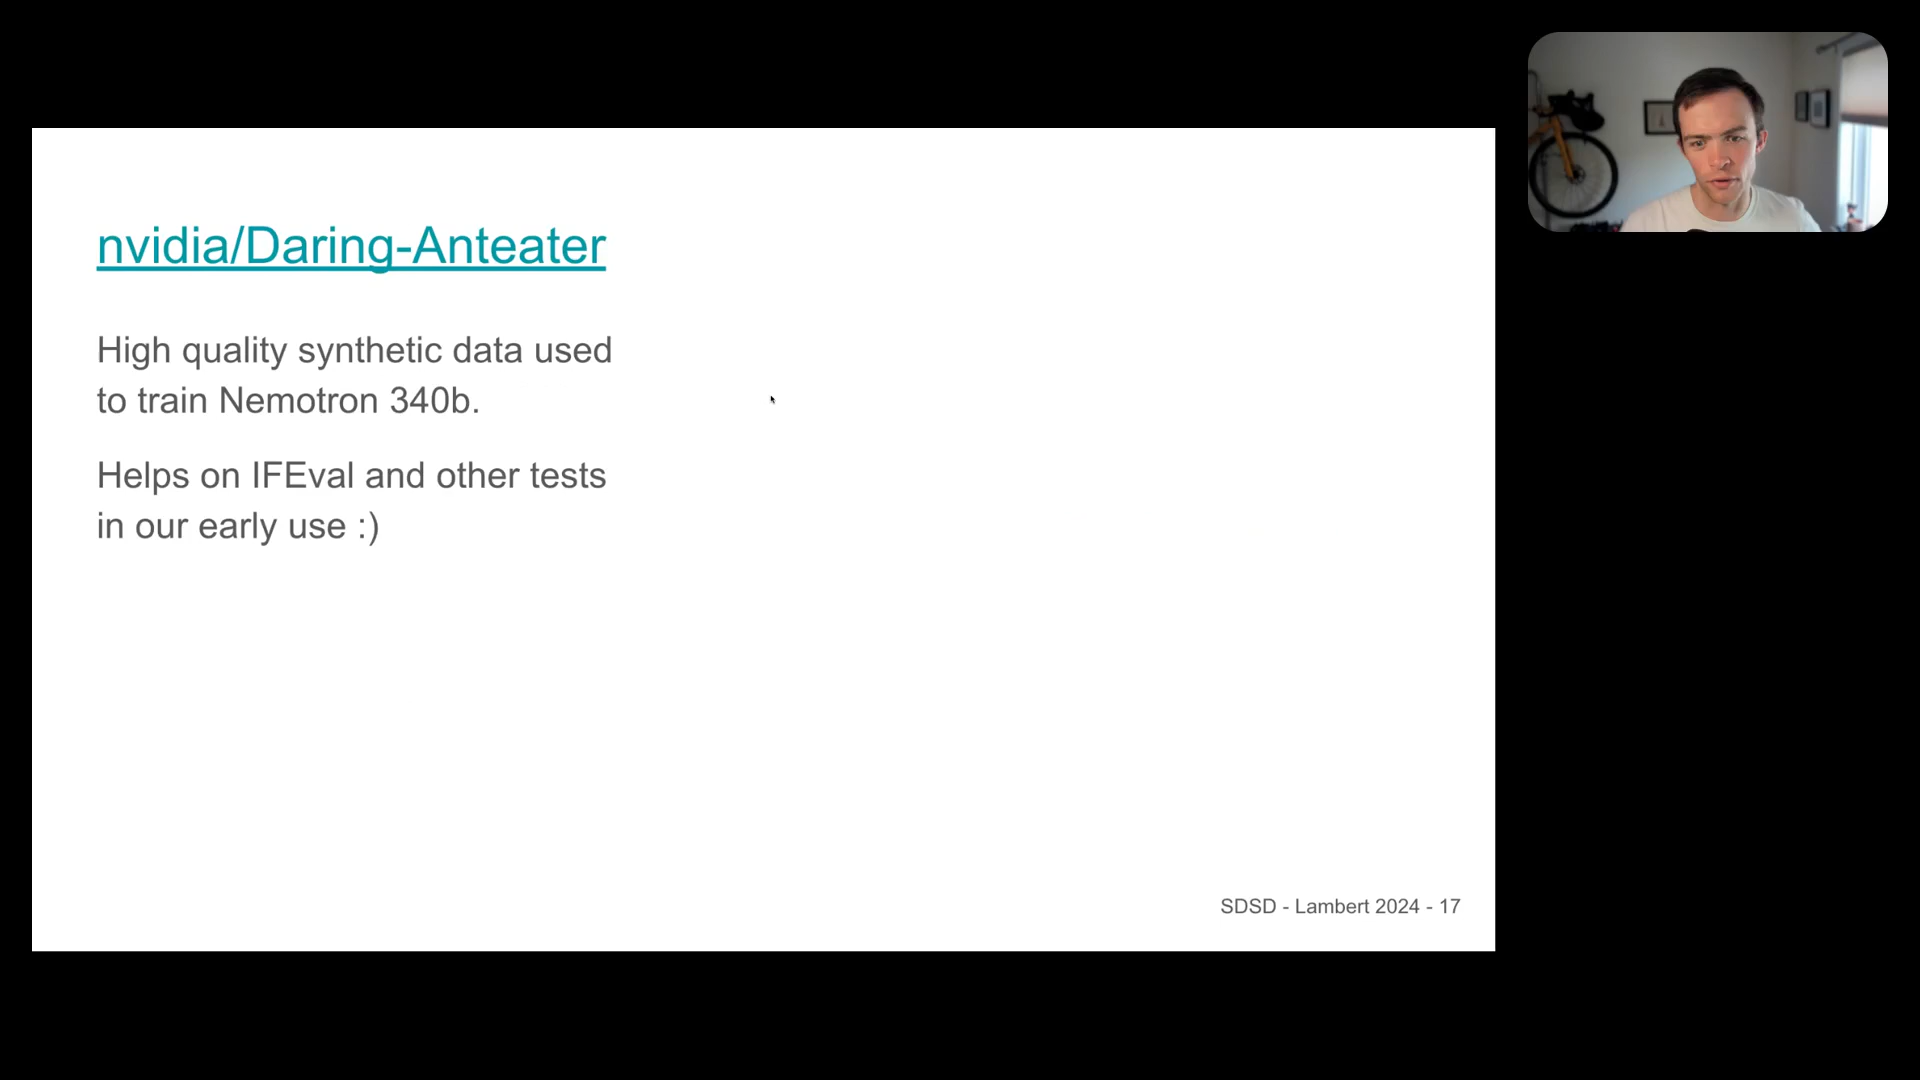 nvidia/Daring-Anteater
High quality synthetic data used
to train Nemotron 340b.
Helps on IFEval and other tests
in our early use :)
SDSD - Lambert 2024 - 17